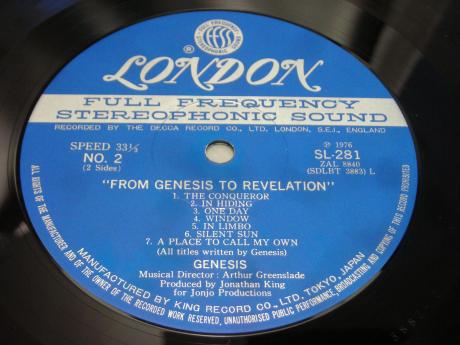 FULL FREQUENCY
STEREOPHONIC
®
LONDON
FULL FREQUENCY
STEREOPHONIC SOUND
RECORDED BY THE DECCA RECORD CO., LTD. LONDON, S.E.I., ENGLAND
SPEED 33⅓
NO. 2
(2 Sides)
℗ 1976
SL-281
ZAL 8840
(SDLBT 3883) L
"FROM GENESIS TO REVELATION"
1. THE CONQUEROR
2. IN HIDING
3. ONE DAY
4. WINDOW
5. IN LIMBO
6. SILENT SUN
7. A PLACE TO CALL MY OWN
(All titles written by Genesis)
GENESIS
Musical Director : Arthur Greenslade
Produced by Jonathan King
for Jonjo Productions
MANUFACTURED BY KING RECORD CO., LTD. TOKYO, JAPAN
ALL RIGHTS OF THE MANUFACTURER AND OF THE OWNER OF THE RECORDED WORK RESERVED, UNAUTHORISED PUBLIC PERFORMANCE, BROADCASTING AND COPYING OF THIS RECORD PROHIBITED